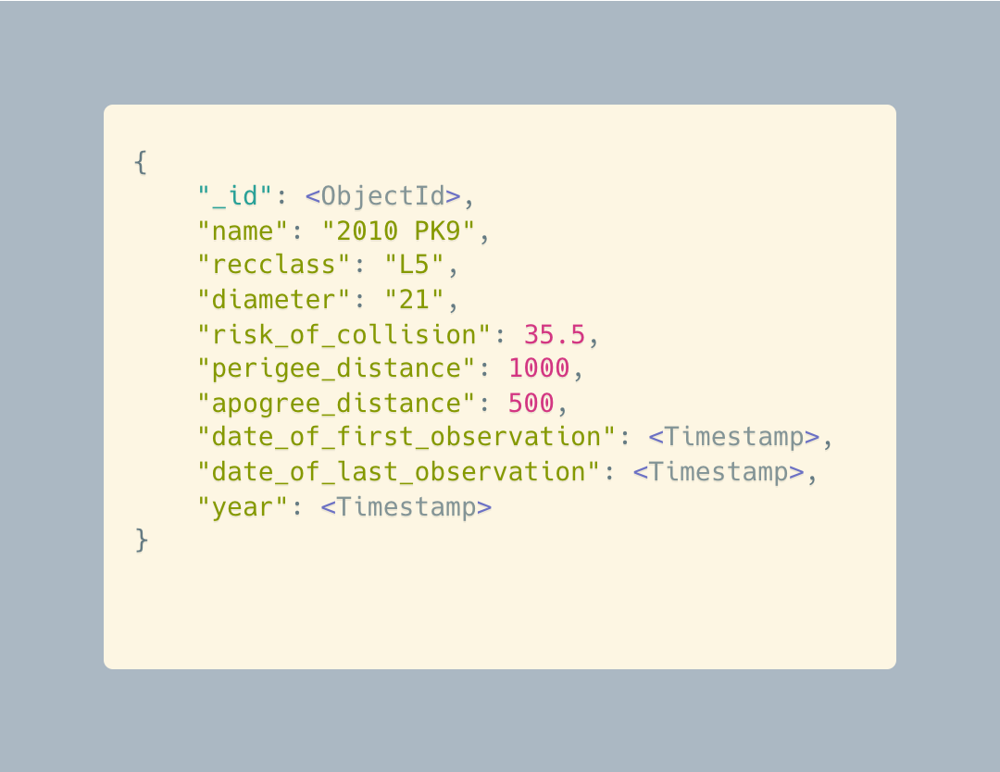 {
"_id": <ObjectId>,
"name": "2010 PK9",
"recclass": "L5",
"diameter": "21",
"risk_of_collision": 35.5,
"perigee_distance": 1000,
"apogree_distance": 500,
"date_of_first_observation": <Timestamp>,
"date_of_last_observation": <Timestamp>,
"year": <Timestamp>
}